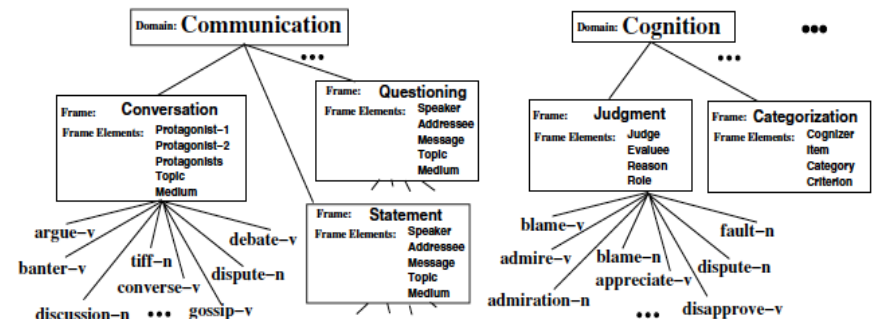 Domain: Communication
•••
Frame: Conversation
Frame Elements: Protagonist–1
Protagonist–2
Protagonists
Topic
Medium
argue–v
banter–v
discussion–n
tiff–n
converse–v
•••
gossip–v
dispute–n
debate–v
Frame: Questioning
Frame Elements: Speaker
Addressee
Message
Topic
Medium
Frame: Statement
Frame Elements: Speaker
Addressee
Message
Topic
Medium
Domain: Cognition
•••
•••
Frame: Judgment
Frame Elements: Judge
Evaluee
Reason
Role
blame–v
admire–v
admiration–n
blame–n
appreciate–v
•••
disapprove–v
dispute–n
fault–n
Frame: Categorization
Frame Elements: Cognizer
Item
Category
Criterion